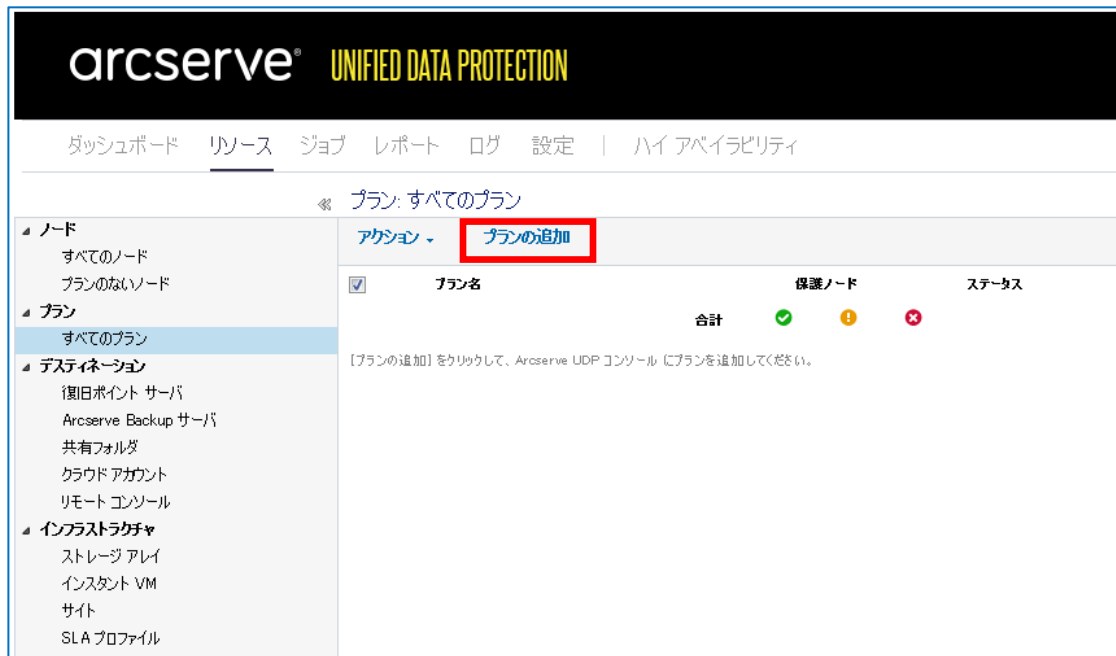 arcserve® UNIFIED DATA PROTECTION
ダッシュボード リソース ジョブ レポート ログ 設定 | ハイ アベイラビリティ
プラン: すべてのプラン
アクション プランの追加
ノード
すべてのノード
プランのないノード
プラン
すべてのプラン
デスティネーション
復旧ポイント サーバ
Arcserve Backup サーバ
共有フォルダ
クラウド アカウント
リモート コンソール
インフラストラクチャ
ストレージ アレイ
インスタント VM
サイト
SLA プロファイル
プラン名 保護ノード ステータス
合計
[プランの追加] をクリックして、Arcserve UDP コンソール にプランを追加してください。